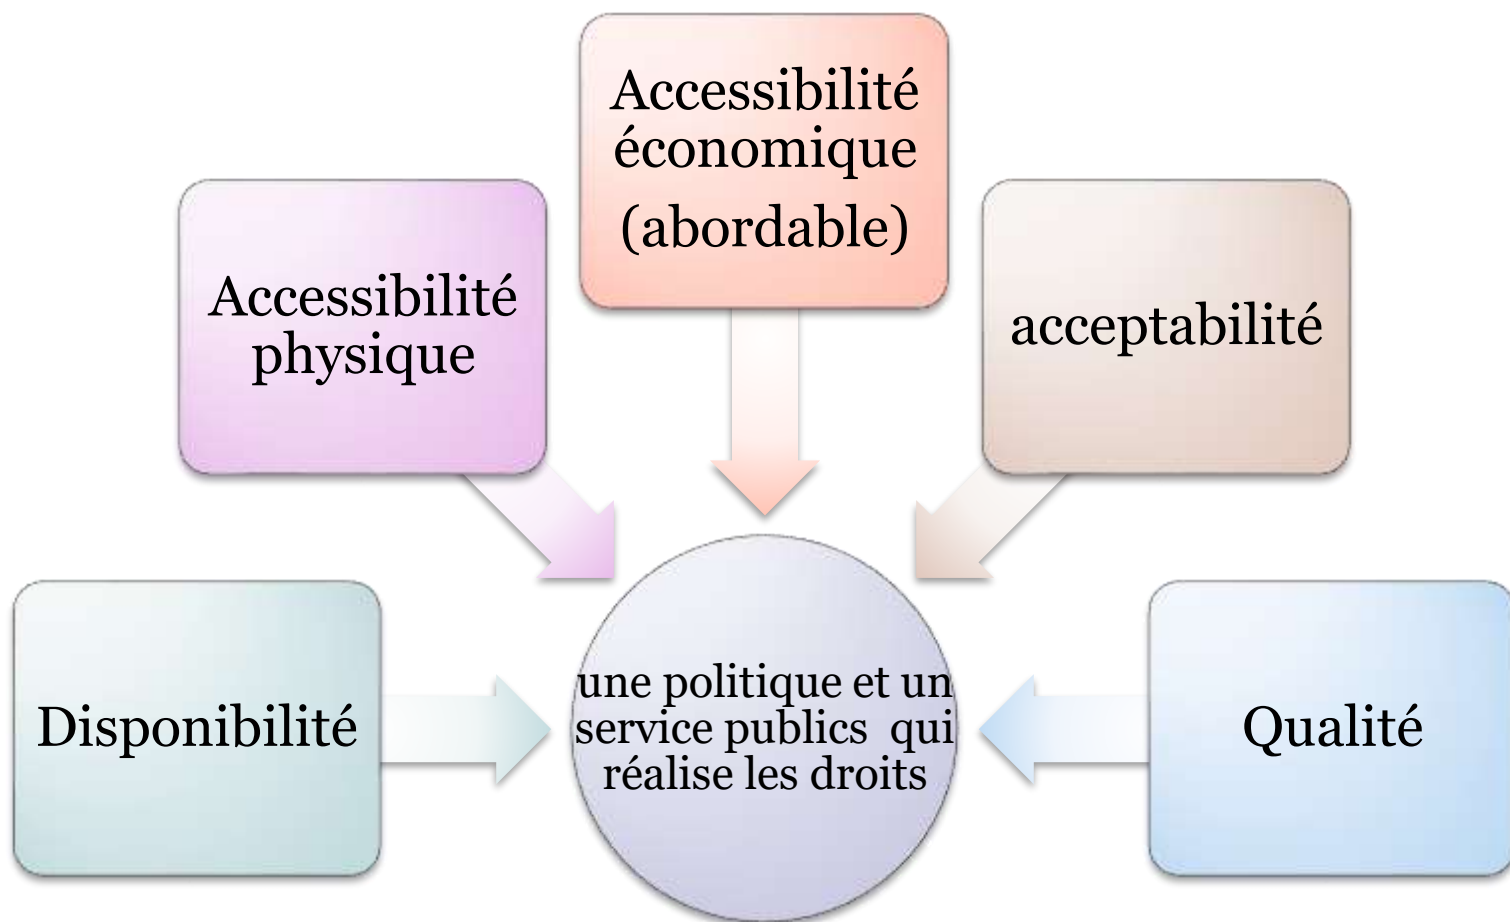 Accessibilité
économique
(abordable)
Accessibilité
physique
acceptabilité
Disponibilité
une politique et un
service publics  qui
réalise les droits
Qualité